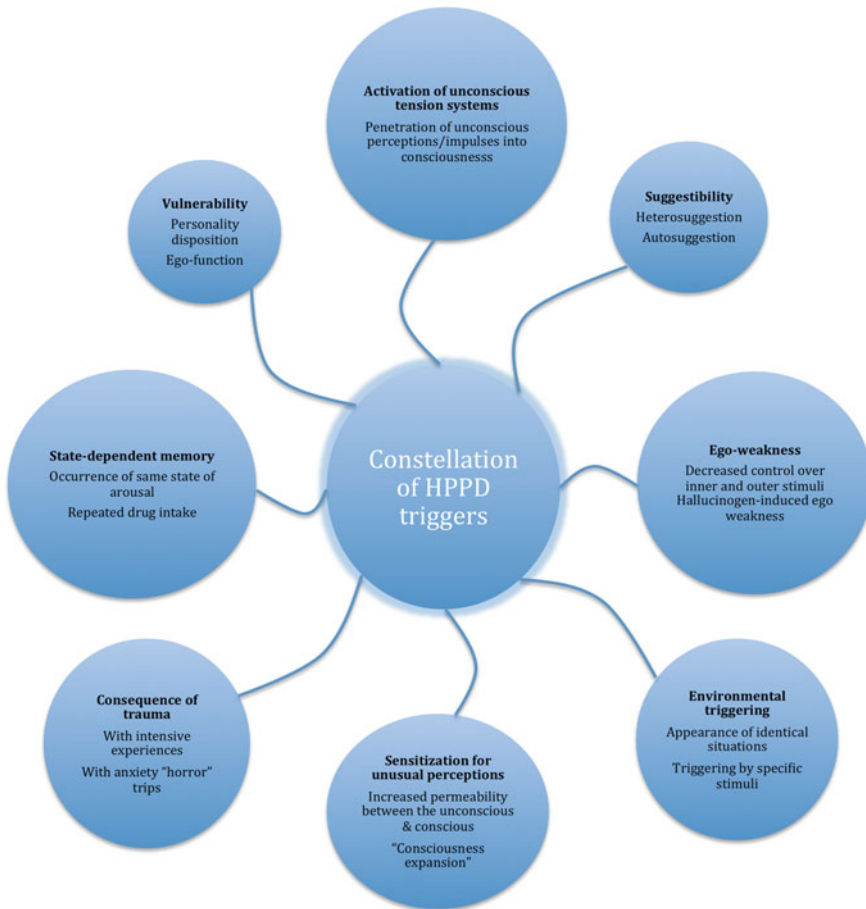 Activation of unconscious
tension systems
Penetration of unconscious
perceptions/impulses into
consciousnesss
Suggestibility
Heterosuggestion
Autosuggestion
Vulnerability
Personality
disposition
Ego-function
Constellation
of HPPD
triggers
State-dependent memory
Occurrence of same state of
arousal
Repeated drug intake
Ego-weakness
Decreased control over
inner and outer stimuli
Hallucinogen-induced ego
weakness
Consequence of
trauma
With intensive
experiences
With anxiety “horror”
trips
Sensitization for
unusual perceptions
Increased permeability
between the unconscious
& conscious
“Consciousness
expansion”
Environmental
triggering
Appearance of identical
situations
Triggering by specific
stimuli